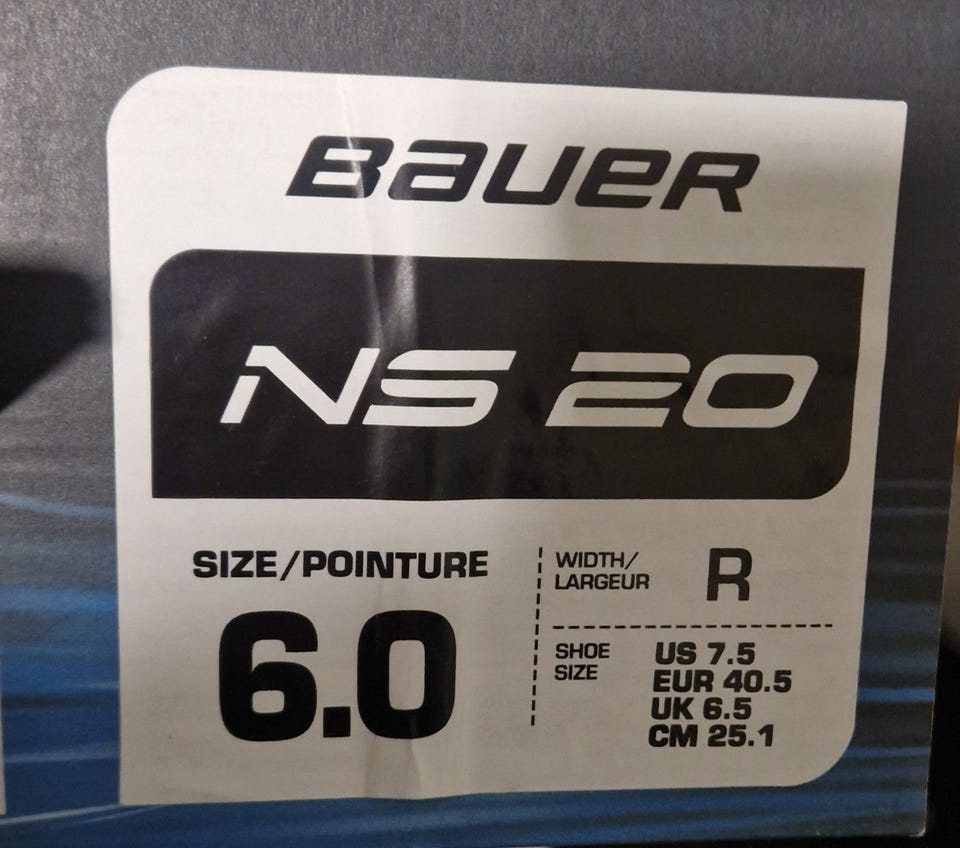 BAUER
NS 20
SIZE/POINTURE
6.0
WIDTH/
LARGEUR
R
SHOE
SIZE
US 7.5
EUR 40.5
UK 6.5
CM 25.1